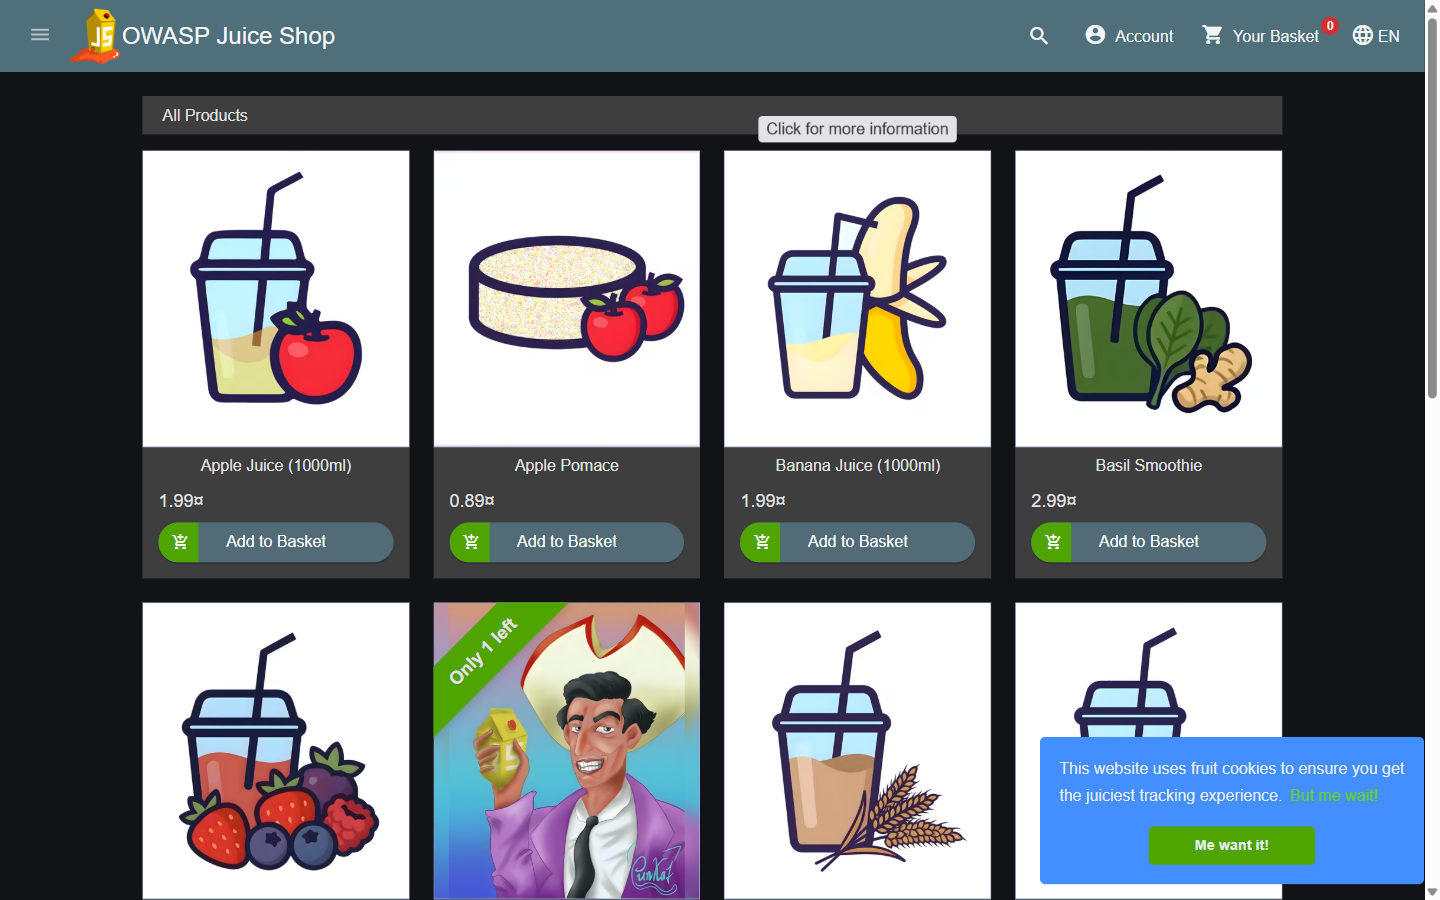 OWASP Juice Shop
Account
Your Basket
0
EN
All Products
Click for more information
Apple Juice (1000ml)
Apple Pomace
Banana Juice (1000ml)
Basil Smoothie
1.99¤
0.89¤
1.99¤
2.99¤
Add to Basket
Add to Basket
Add to Basket
Add to Basket
Only 1 left
This website uses fruit cookies to ensure you get
the juiciest tracking experience. But me wait!
Me want it!